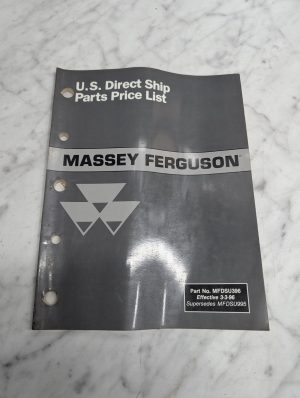 U.S. Direct Ship
Parts Price List
MASSEY FERGUSON
Part No. MFDSU396
Effective 3-3-96
Supersedes MFDSU995